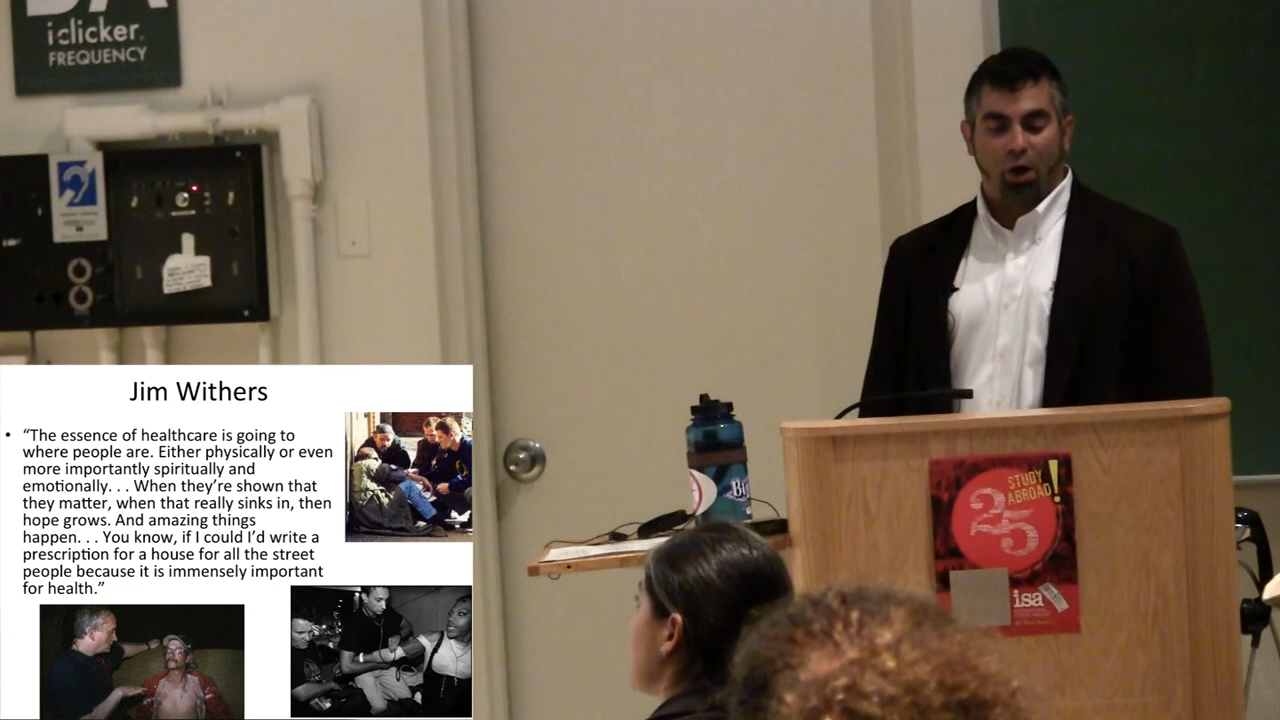 iclicker.
FREQUENCY
Jim Withers
• “The essence of healthcare is going to
where people are. Either physically or even
more importantly spiritually and
emotionally. . . When they’re shown that
they matter, when that really sinks in, then
hope grows. And amazing things
happen. . . You know, if I could I’d write a
prescription for a house for all the street
people because it is immensely important
for health.”
STUDY
ABROAD!
25
isa